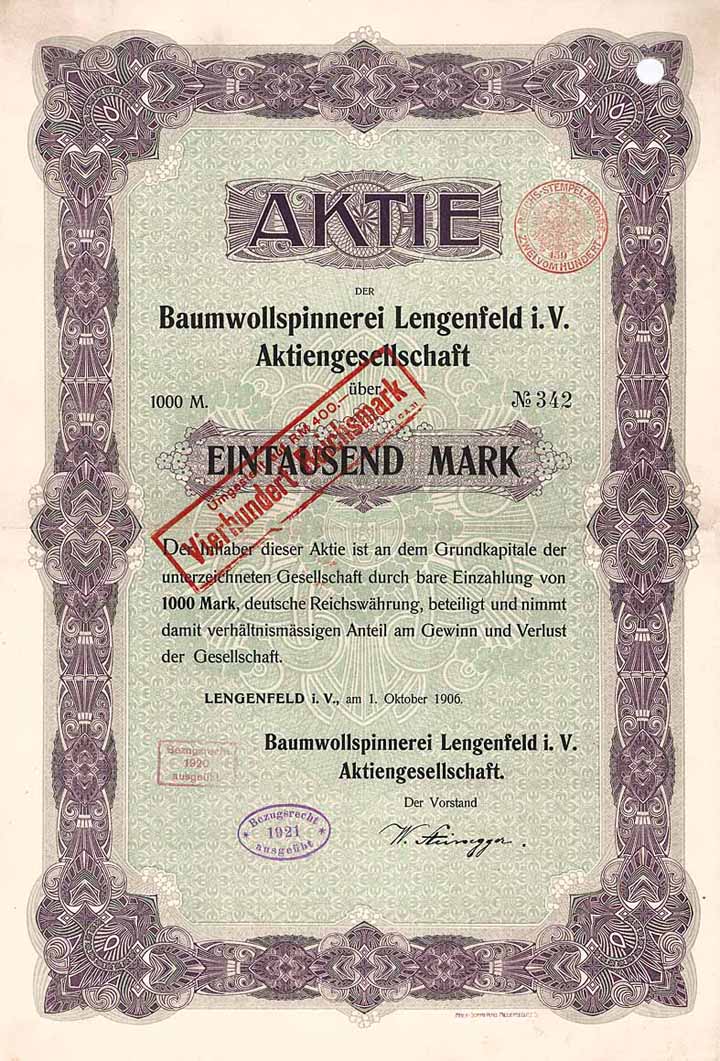 AKTIE
REICHS-STEMPEL-ABGABE
ZWEI VOM HUNDERT
DER
Baumwollspinnerei Lengenfeld i. V.
Aktiengesellschaft
über
1000 M.
№ 342
Umgestellt auf RM 400.—
Vierhundert Reichsmark
EINTAUSEND MARK
Der Inhaber dieser Aktie ist an dem Grundkapitale der
unterzeichneten Gesellschaft durch bare Einzahlung von
1000 Mark, deutsche Reichswährung, beteiligt und nimmt
damit verhältnismässigen Anteil am Gewinn und Verlust
der Gesellschaft.
LENGENFELD i. V., am 1. Oktober 1906.
Baumwollspinnerei Lengenfeld i. V.
Aktiengesellschaft.
Der Vorstand
Bezugsrecht
1920
ausgeübt
Bezugsrecht
1921
ausgeübt